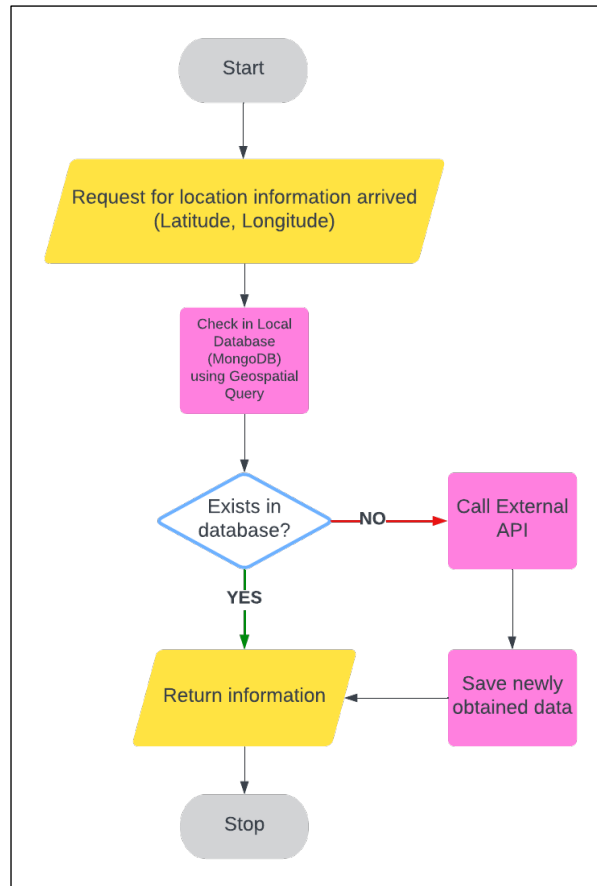 Start
Request for location information arrived
(Latitude, Longitude)
Check in Local
Database
(MongoDB)
using Geospatial
Query
Exists in
database?
NO
Call External
API
YES
Return information
Save newly
obtained data
Stop